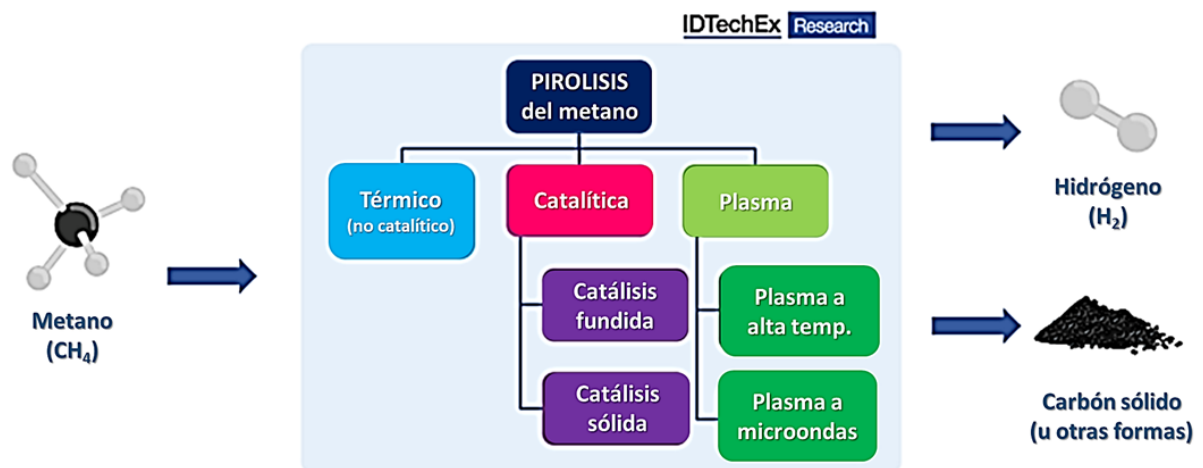 IDTechEx Research
PIROLISIS
del metano
Térmico
(no catalítico)
Catalítica
Plasma
Catálisis
fundida
Plasma a
alta temp.
Catálisis
sólida
Plasma a
microondas
Metano
(CH₄)
Hidrógeno
(H₂)
Carbón sólido
(u otras formas)